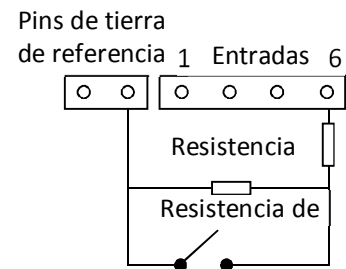 Pins de tierra
de referencia 1 Entradas 6
Resistencia
Resistencia de